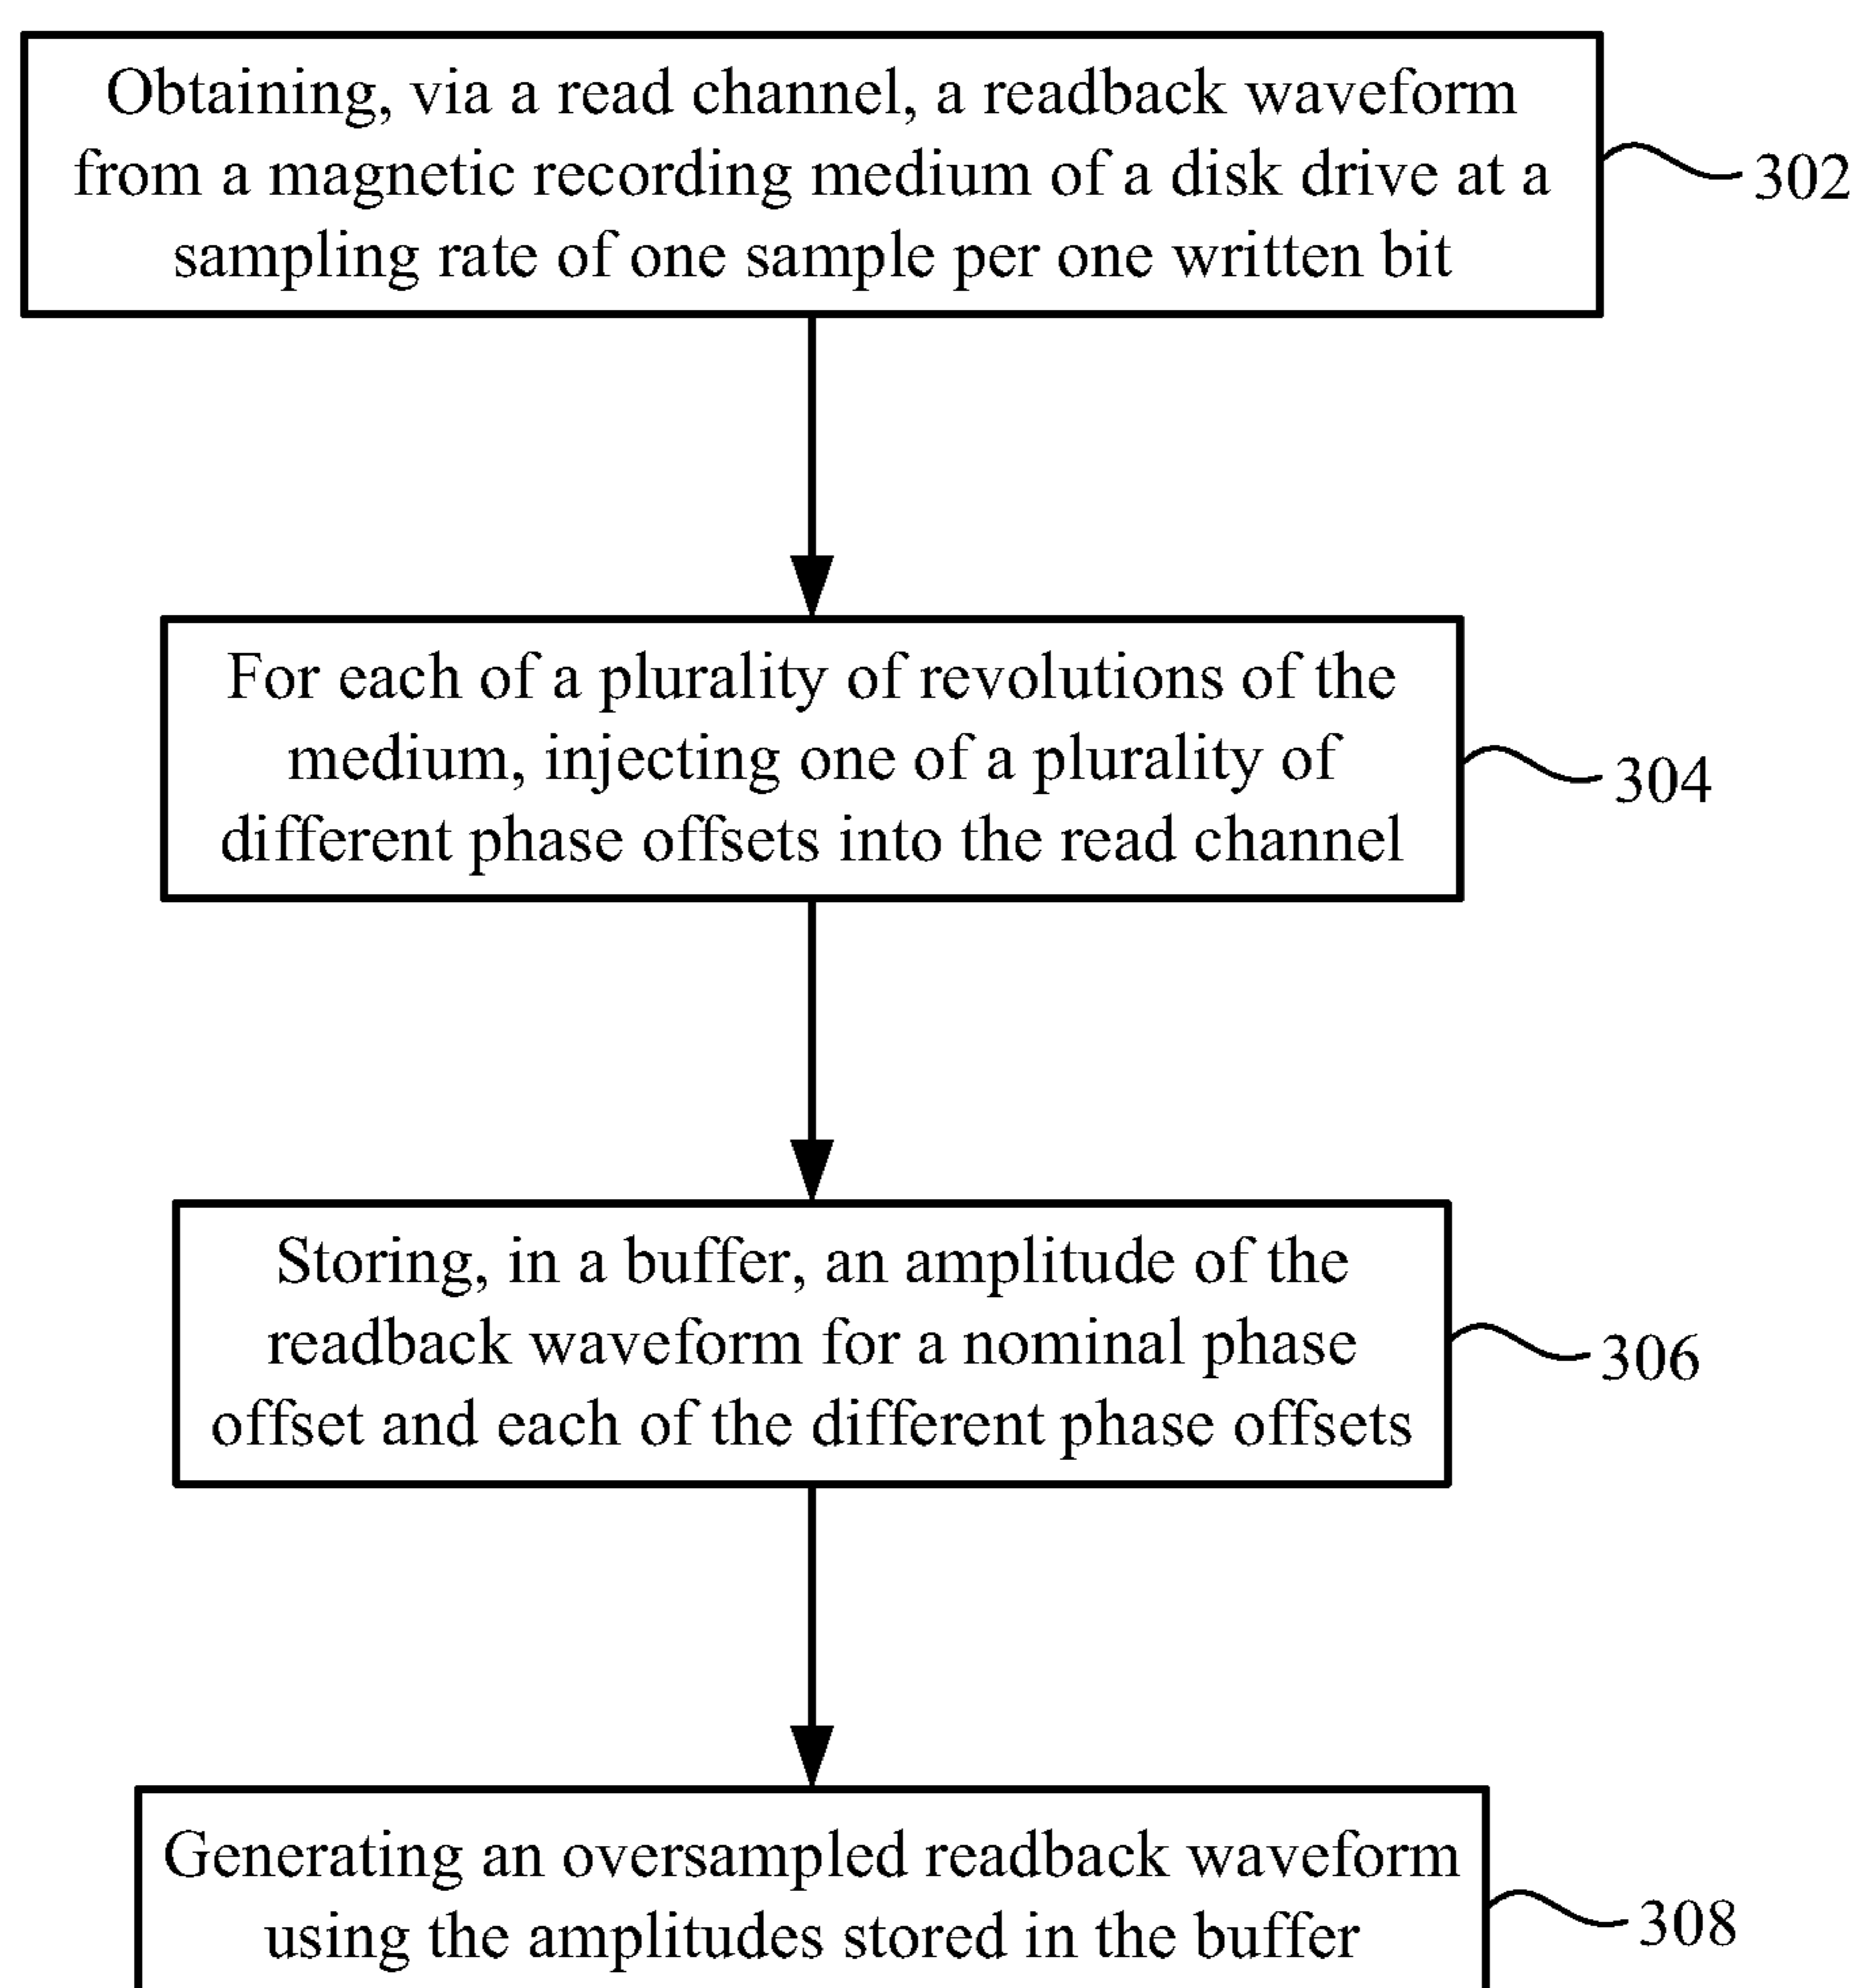 Obtaining, via a read channel, a readback waveform
from a magnetic recording medium of a disk drive at a
sampling rate of one sample per one written bit
302
For each of a plurality of revolutions of the
medium, injecting one of a plurality of
different phase offsets into the read channel
304
Storing, in a buffer, an amplitude of the
readback waveform for a nominal phase
offset and each of the different phase offsets
306
Generating an oversampled readback waveform
using the amplitudes stored in the buffer
308